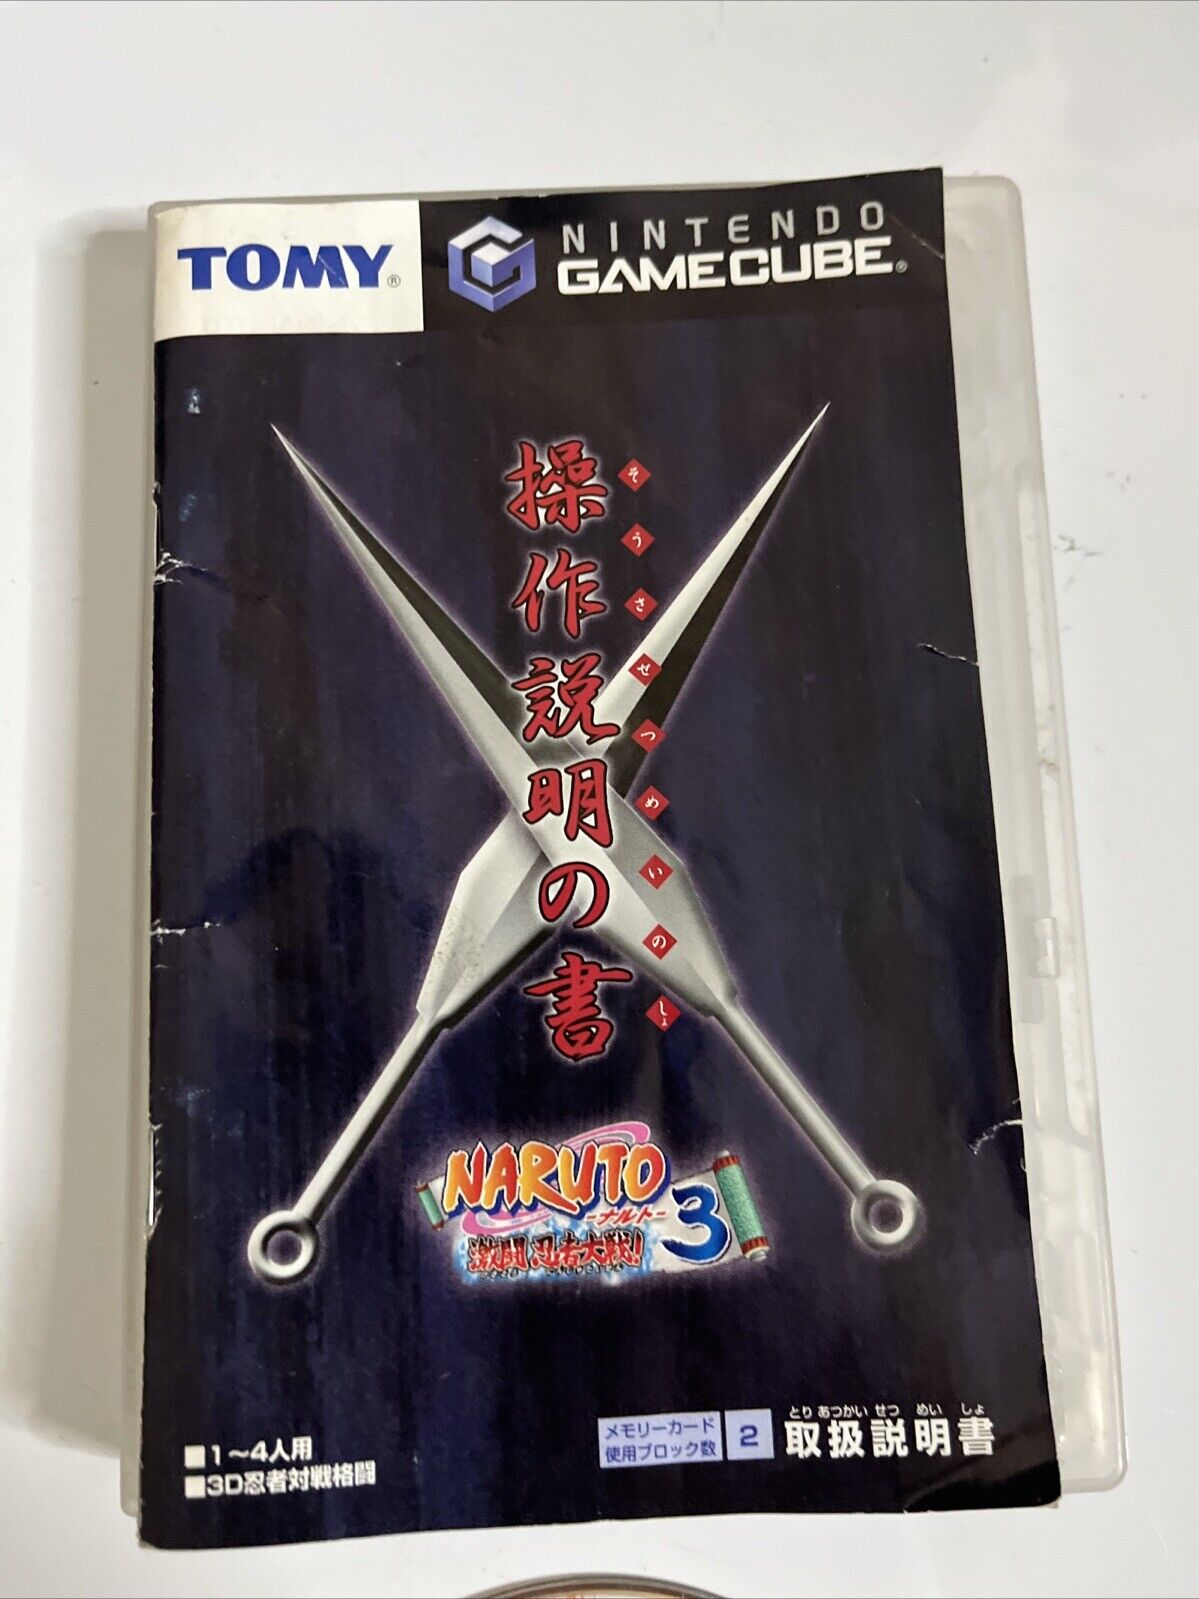 TOMY®
NINTENDO
GAMECUBE®
操作説明の書
そうさせつめいのしょ
NARUTO
-ナルト-
激闘忍者大戦!
3
■1〜4人用
■3D忍者対戦格闘
メモリーカード
使用ブロック数
2
とりあつかいせつめいしょ
取扱説明書